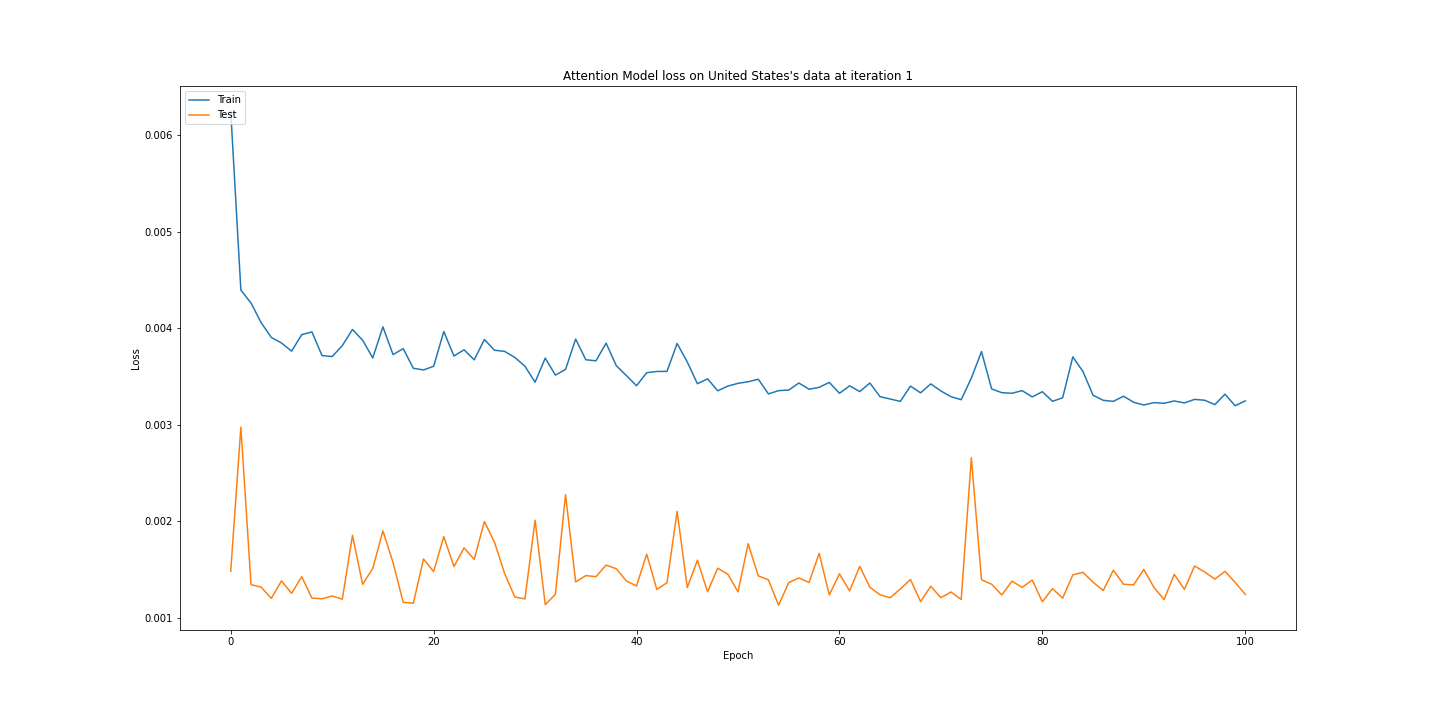 Attention Model loss on United States's data at iteration 1
Train
Test
0.006
0.005
0.004
0.003
0.002
0.001
Loss
0 20 40 60 80 100
Epoch